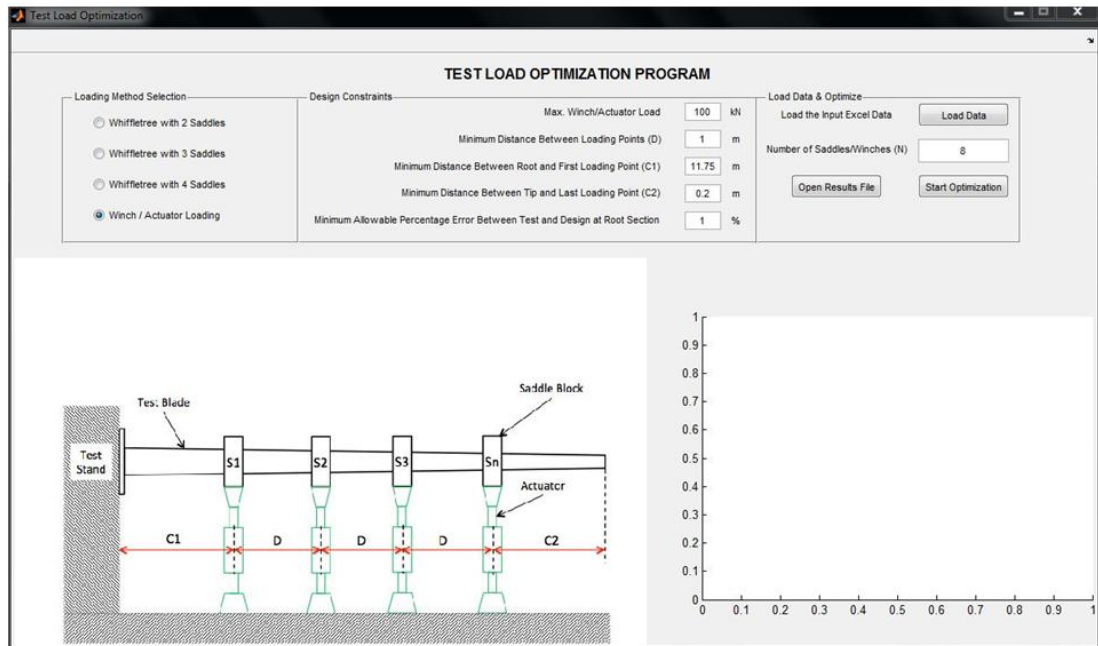 Test Load Optimization
TEST LOAD OPTIMIZATION PROGRAM
Loading Method Selection
Whiffletree with 2 Saddles
Whiffletree with 3 Saddles
Whiffletree with 4 Saddles
Winch / Actuator Loading
Design Constraints
Max. Winch/Actuator Load 100 kN
Minimum Distance Between Loading Points (D) 1 m
Minimum Distance Between Root and First Loading Point (C1) 11.75 m
Minimum Distance Between Tip and Last Loading Point (C2) 0.2 m
Minimum Allowable Percentage Error Between Test and Design at Root Section 1 %
Load Data & Optimize
Load the Input Excel Data Load Data
Number of Saddles/Winches (N) 8
Open Results File Start Optimization
Test Blade
Saddle Block
Test
Stand
S1 S2 S3 Sn
Actuator
C1 D D D C2
1
0.9
0.8
0.7
0.6
0.5
0.4
0.3
0.2
0.1
0
0 0.1 0.2 0.3 0.4 0.5 0.6 0.7 0.8 0.9 1